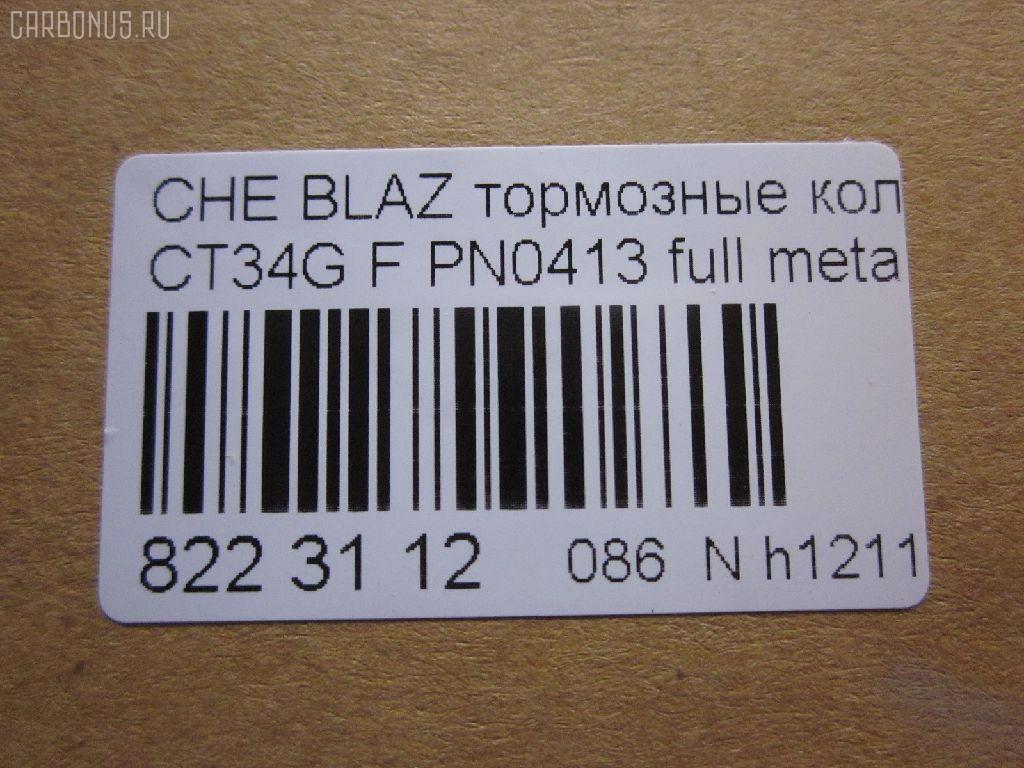 CARBONUS.RU
CHE BLAZ тормозные кол
CT34G F PN0413 full meta
822 31 12 086 N h1211